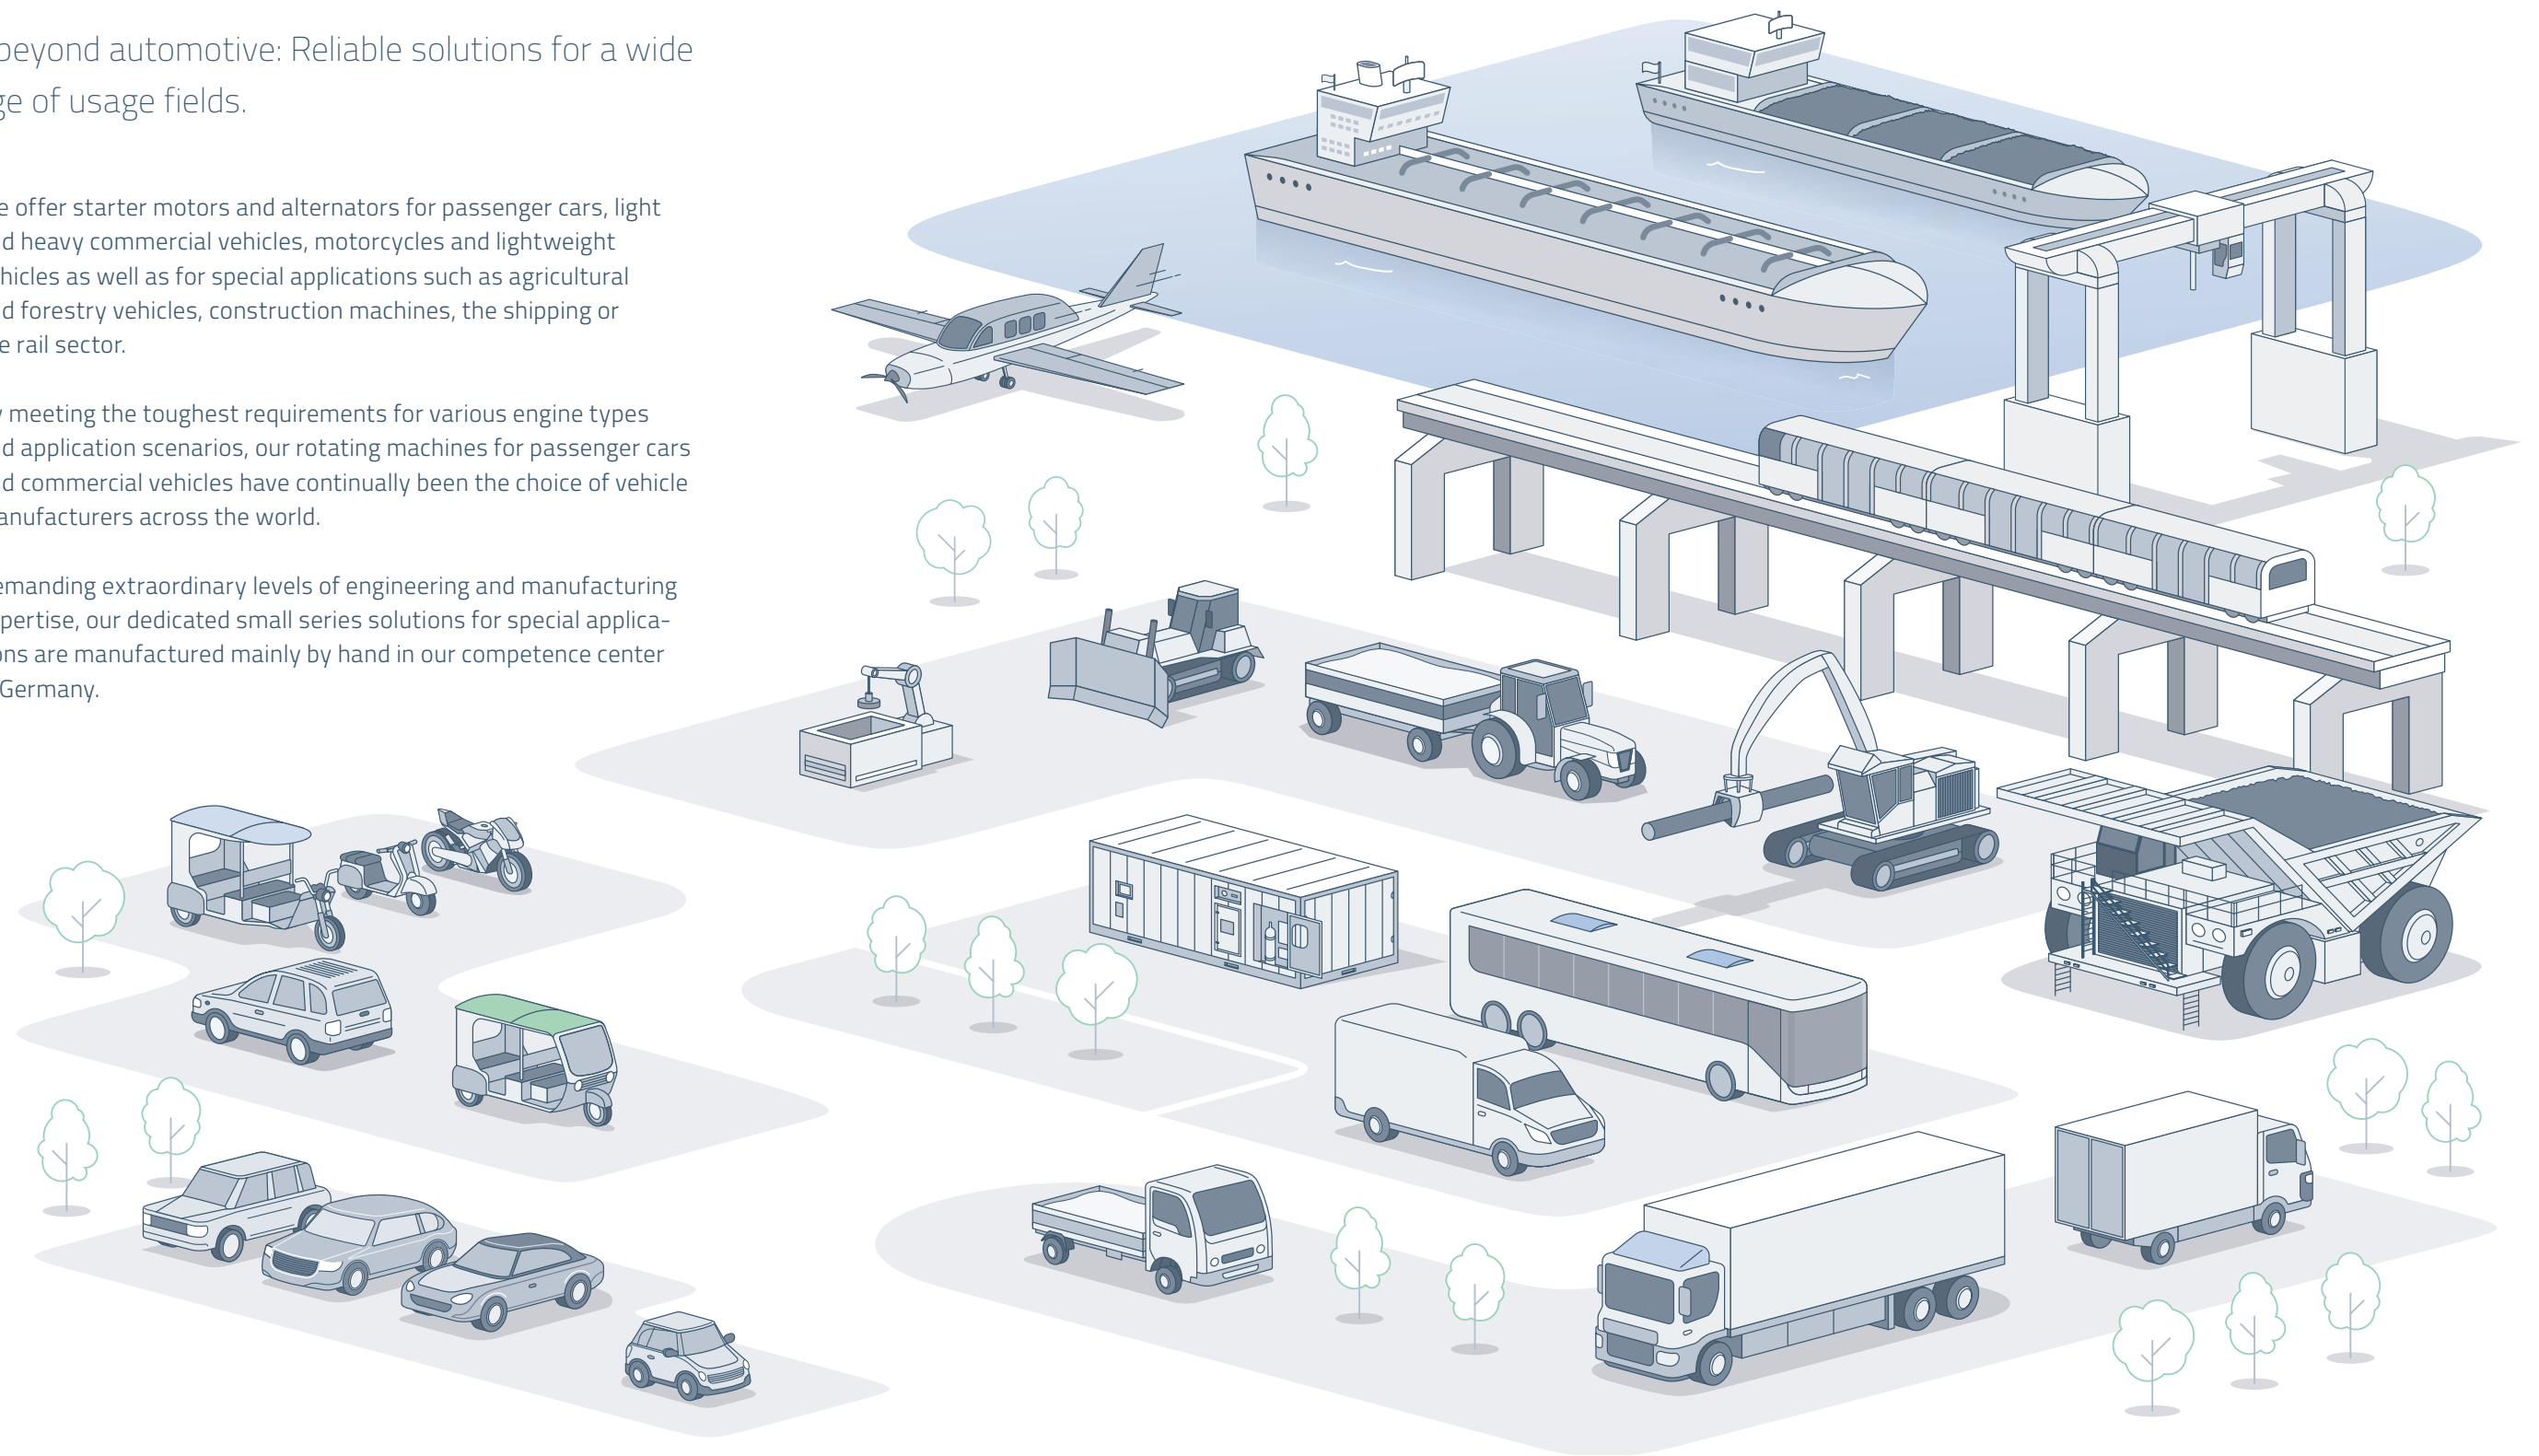 beyond automotive: Reliable solutions for a wide
ge of usage fields.
e offer starter motors and alternators for passenger cars, light
d heavy commercial vehicles, motorcycles and lightweight
hicles as well as for special applications such as agricultural
d forestry vehicles, construction machines, the shipping or
e rail sector.
y meeting the toughest requirements for various engine types
d application scenarios, our rotating machines for passenger cars
d commercial vehicles have continually been the choice of vehicle
anufacturers across the world.
emanding extraordinary levels of engineering and manufacturing
pertise, our dedicated small series solutions for special applica-
ons are manufactured mainly by hand in our competence center
Germany.